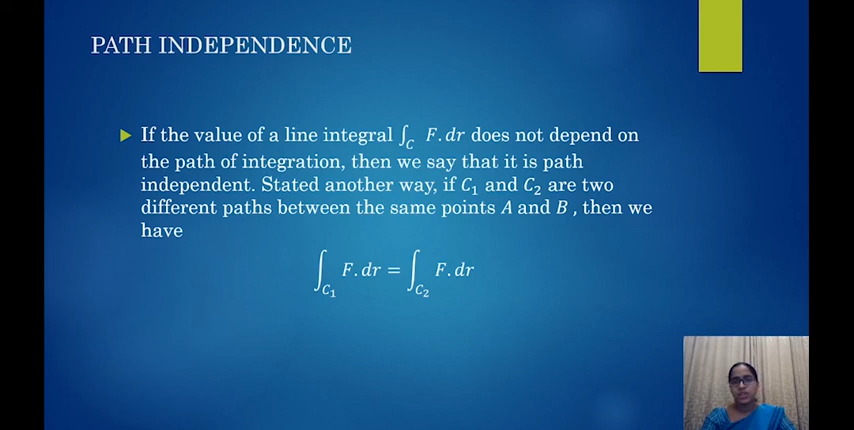 PATH INDEPENDENCE
If the value of a line integral ∫_C F.dr does not depend on
the path of integration, then we say that it is path
independent. Stated another way, if C₁ and C₂ are two
different paths between the same points A and B , then we
have
∫_C₁ F.dr = ∫_C₂ F.dr